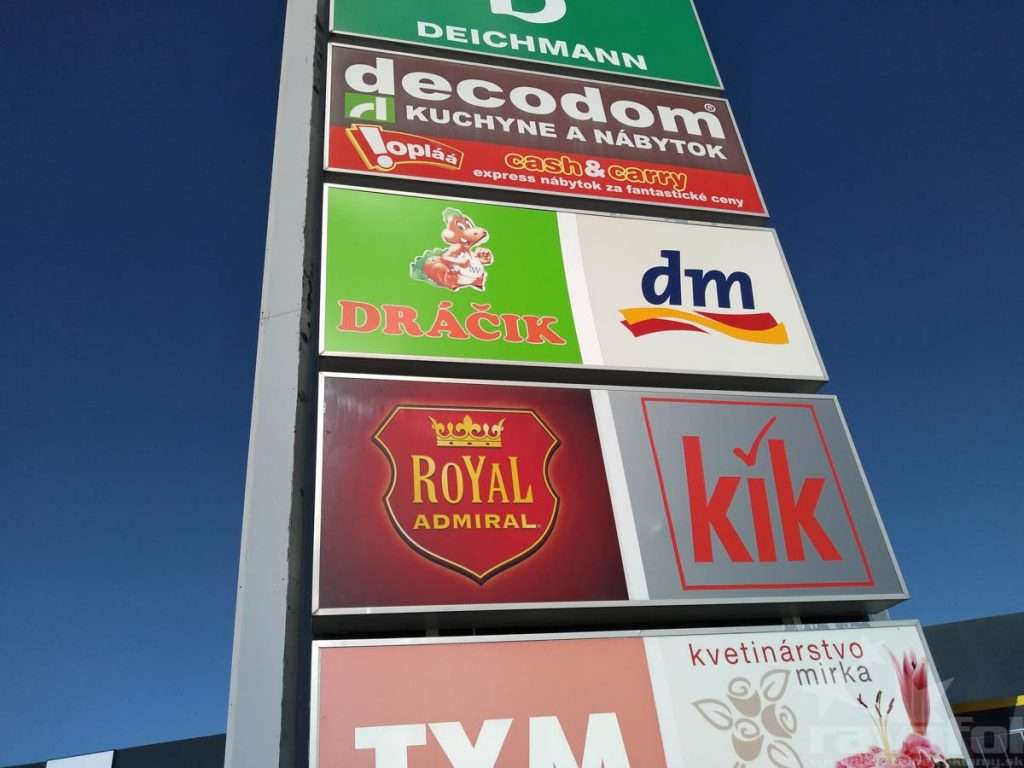 DEICHMANN
decodom®
KUCHYNE A NÁBYTOK
!opláá
cash&carry
express nábytok za fantastické ceny
DRÁČIK
dm
ROYAL
ADMIRAL
kik
kvetinárstvo
mirka
TYM